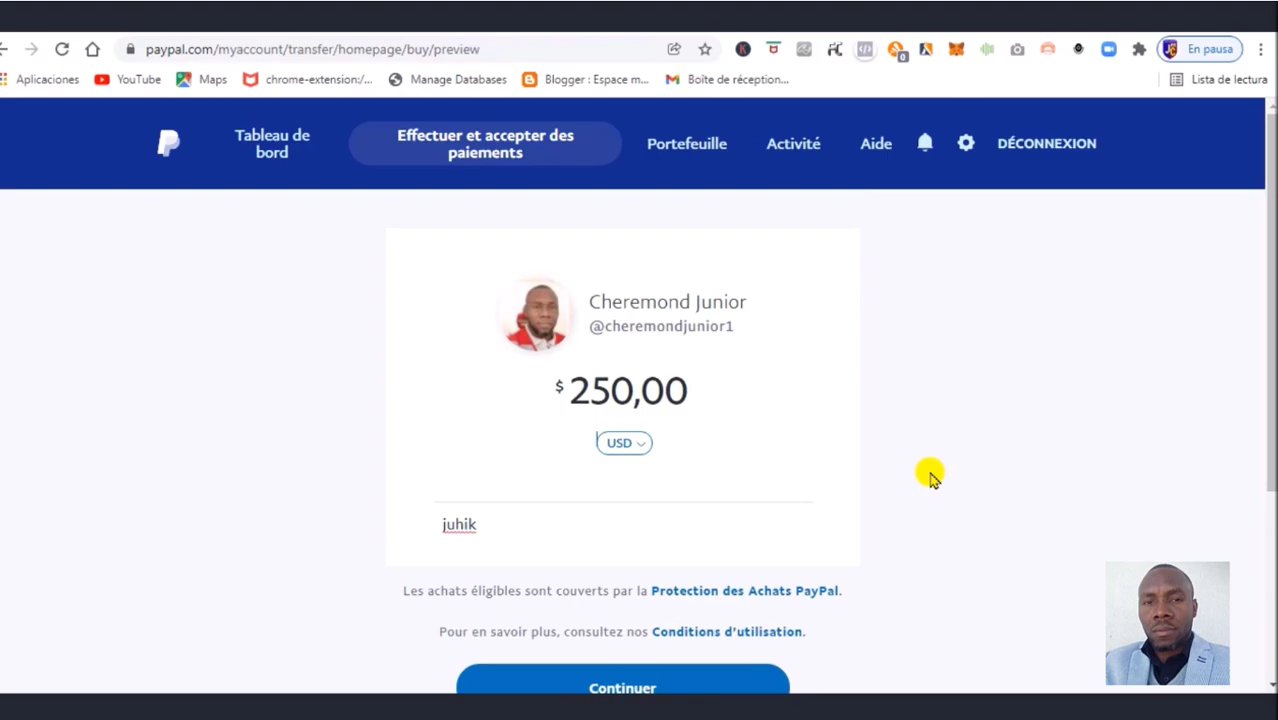 paypal.com/myaccount/transfer/homepage/buy/preview
0
En pausa
Aplicaciones
YouTube
Maps
chrome-extension:/...
Manage Databases
Blogger : Espace m...
Boîte de réception...
Lista de lectura
Tableau de bord
Effectuer et accepter des paiements
Portefeuille
Activité
Aide
DÉCONNEXION
Cheremond Junior
@cheremondjunior1
$ 250,00
USD
juhik
Les achats éligibles sont couverts par la Protection des Achats PayPal.
Pour en savoir plus, consultez nos Conditions d'utilisation.
Continuer